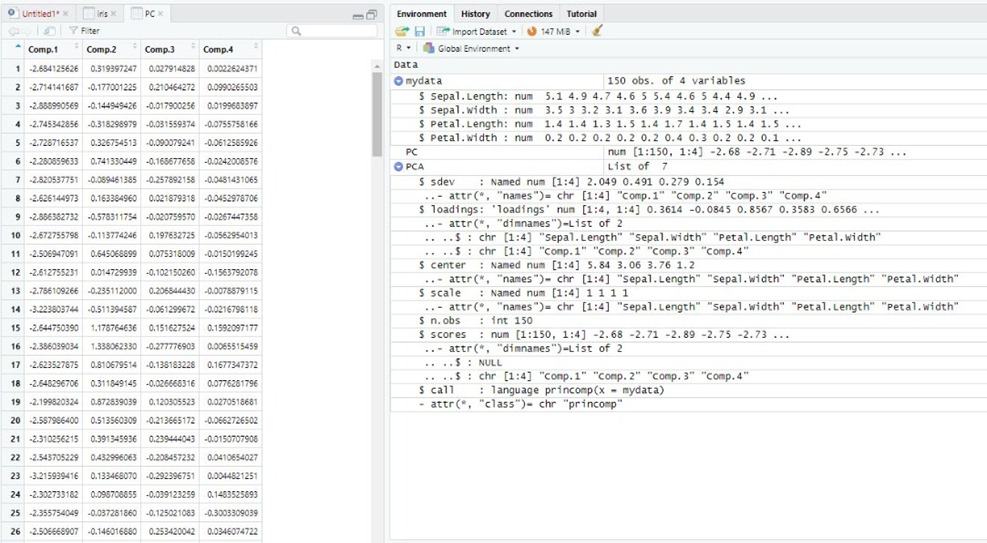 Untitled1* iris PC
Filter
Comp.1 Comp.2 Comp.3 Comp.4
1 -2.684125626 0.319397247 0.027914828 0.0022624371
2 -2.714141687 -0.177001225 0.210464272 0.0990265503
3 -2.888990569 -0.144949426 -0.017900256 0.0199683897
4 -2.745342856 -0.318298979 -0.031559374 -0.0755758166
5 -2.728716537 0.326754513 -0.090079241 -0.0612585926
6 -2.280859633 0.741330449 -0.168677658 -0.0242008576
7 -2.820537751 -0.089461385 -0.257892158 -0.0481431065
8 -2.626144973 0.163384960 0.021879318 -0.0452978706
9 -2.886382732 -0.578311754 -0.020759570 -0.0267447358
10 -2.672755798 -0.113774246 0.197632725 -0.0562954013
11 -2.506947091 0.645068899 0.075318009 -0.0150199245
12 -2.612755231 0.014729939 -0.102150260 -0.1563792078
13 -2.786109266 -0.235112000 0.206844430 -0.0078879115
14 -3.223803744 -0.511394587 -0.061299672 -0.0216798118
15 -2.644750390 1.178764636 0.151627524 0.1592097177
16 -2.386039034 1.338062330 -0.277776903 0.0065515459
17 -2.623527875 0.810679514 -0.138183228 0.1677347372
18 -2.648296706 0.311849145 -0.026668316 0.0776281796
19 -2.199820324 0.872839039 0.120305523 0.0270518681
20 -2.587986400 0.513560309 -0.213665172 -0.0662726502
21 -2.310256215 0.391345936 0.239444043 -0.0150707908
22 -2.543705229 0.432996063 -0.208457232 0.0410654027
23 -3.215939416 0.133468070 -0.292396751 0.0044821251
24 -2.302733182 0.098708855 -0.039123259 0.1483525893
25 -2.355754049 -0.037281860 -0.125021083 -0.3003309039
26 -2.506668907 -0.146016880 0.253420042 0.0346074722
Environment History Connections Tutorial
Import Dataset 147 MiB
R Global Environment
Data
mydata 150 obs. of 4 variables
$ Sepal.Length: num 5.1 4.9 4.7 4.6 5 5.4 4.6 5 4.4 4.9 ...
$ Sepal.Width : num 3.5 3 3.2 3.1 3.6 3.9 3.4 3.4 2.9 3.1 ...
$ Petal.Length: num 1.4 1.4 1.3 1.5 1.4 1.7 1.4 1.5 1.4 1.5 ...
$ Petal.Width : num 0.2 0.2 0.2 0.2 0.2 0.4 0.3 0.2 0.2 0.1 ...
PC num [1:150, 1:4] -2.68 -2.71 -2.89 -2.75 -2.73 ...
PCA List of 7
$ sdev : Named num [1:4] 2.049 0.491 0.279 0.154
..- attr(*, "names")= chr [1:4] "Comp.1" "Comp.2" "Comp.3" "Comp.4"
$ loadings: 'loadings' num [1:4, 1:4] 0.3614 -0.0845 0.8567 0.3583 0.6566 ...
..- attr(*, "dimnames")=List of 2
.. ..$ : chr [1:4] "Sepal.Length" "Sepal.Width" "Petal.Length" "Petal.Width"
.. ..$ : chr [1:4] "Comp.1" "Comp.2" "Comp.3" "Comp.4"
$ center : Named num [1:4] 5.84 3.06 3.76 1.2
..- attr(*, "names")= chr [1:4] "Sepal.Length" "Sepal.Width" "Petal.Length" "Petal.Width"
$ scale : Named num [1:4] 1 1 1 1
..- attr(*, "names")= chr [1:4] "Sepal.Length" "Sepal.Width" "Petal.Length" "Petal.Width"
$ n.obs : int 150
$ scores : num [1:150, 1:4] -2.68 -2.71 -2.89 -2.75 -2.73 ...
..- attr(*, "dimnames")=List of 2
.. ..$ : NULL
.. ..$ : chr [1:4] "Comp.1" "Comp.2" "Comp.3" "Comp.4"
$ call : language princomp(x = mydata)
- attr(*, "class")= chr "princomp"